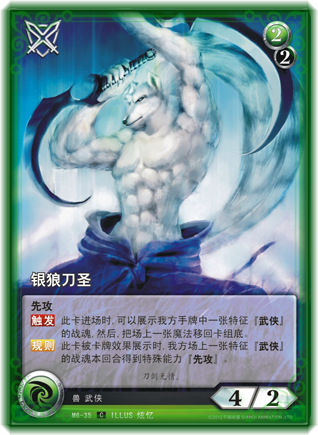 2
2
银狼刀圣
先攻
触发 此卡进场时,可以展示我方手牌中一张特征『武侠』
的战魂,然后,把场上一张魔法移回卡组底.
规则 此卡被卡牌效果展示时,我方场上一张特征『武侠』
的战魂本回合得到特殊能力『先攻』.
刀剑无情.
兽 武侠
4/2
MG-35 C ILLUS 炫忆